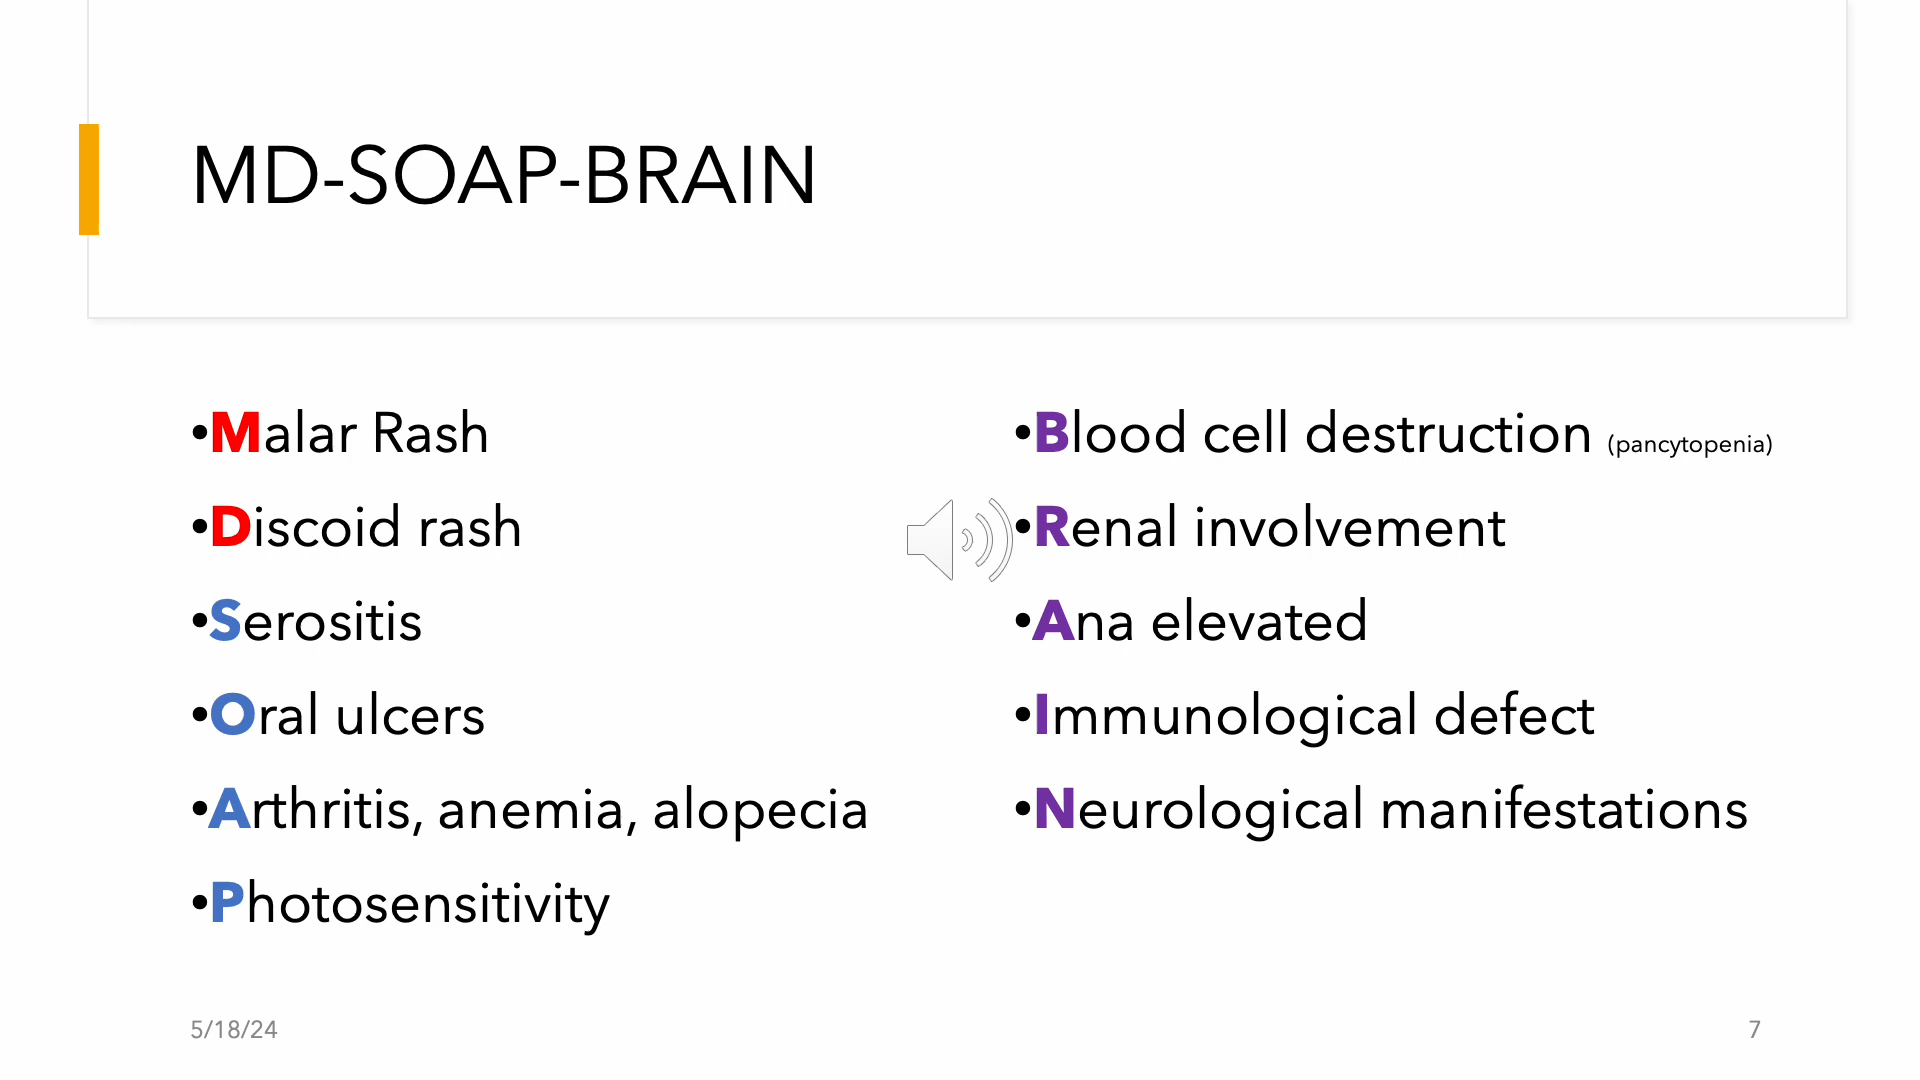 MD-SOAP-BRAIN
•Malar Rash
•Discoid rash
•Serositis
•Oral ulcers
•Arthritis, anemia, alopecia
•Photosensitivity
•Blood cell destruction (pancytopenia)
•Renal involvement
•Ana elevated
•Immunological defect
•Neurological manifestations
5/18/24
7